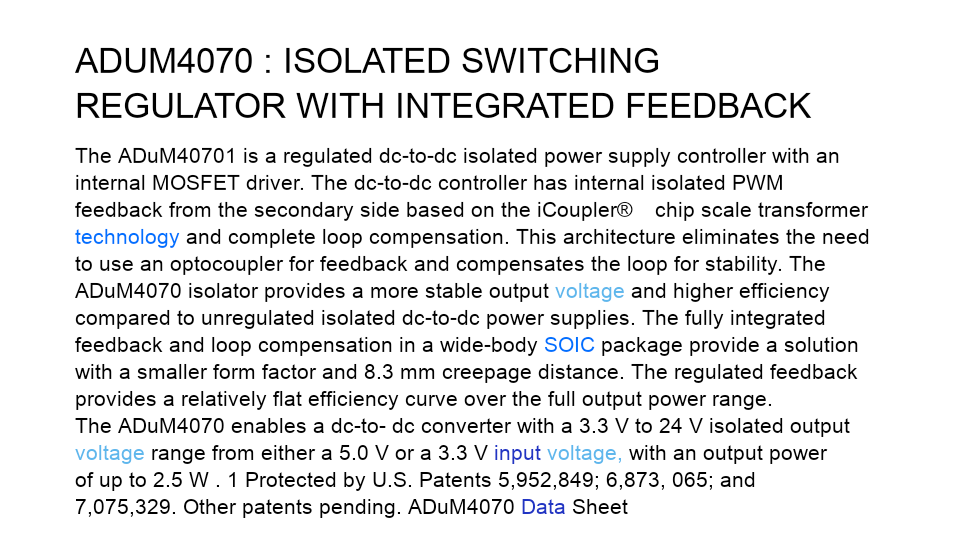 ADUM4070 : ISOLATED SWITCHING
REGULATOR WITH INTEGRATED FEEDBACK
The ADuM40701 is a regulated dc-to-dc isolated power supply controller with an
internal MOSFET driver. The dc-to-dc controller has internal isolated PWM
feedback from the secondary side based on the iCoupler® chip scale transformer
technology and complete loop compensation. This architecture eliminates the need
to use an optocoupler for feedback and compensates the loop for stability. The
ADuM4070 isolator provides a more stable output voltage and higher efficiency
compared to unregulated isolated dc-to-dc power supplies. The fully integrated
feedback and loop compensation in a wide-body SOIC package provide a solution
with a smaller form factor and 8.3 mm creepage distance. The regulated feedback
provides a relatively flat efficiency curve over the full output power range.
The ADuM4070 enables a dc-to- dc converter with a 3.3 V to 24 V isolated output
voltage range from either a 5.0 V or a 3.3 V input voltage, with an output power
of up to 2.5 W . 1 Protected by U.S. Patents 5,952,849; 6,873, 065; and
7,075,329. Other patents pending. ADuM4070 Data Sheet